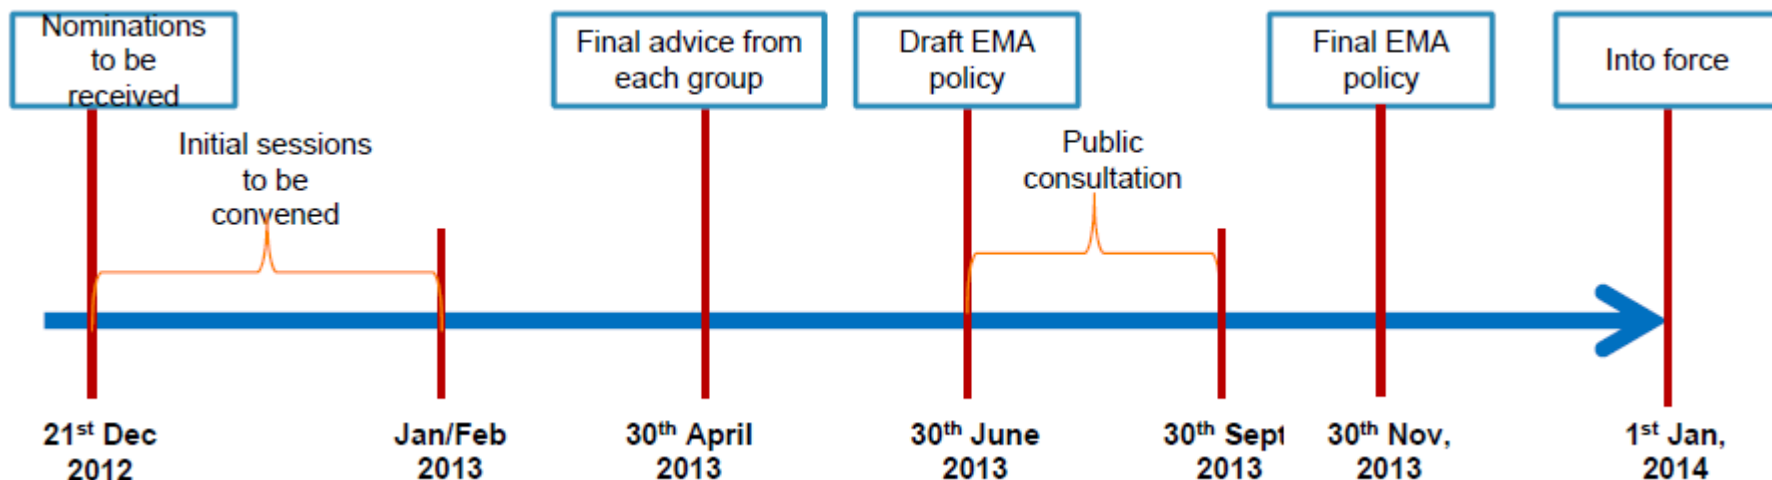 Nominations
to be
received
Final advice from
each group
Draft EMA
policy
Final EMA
policy
Into force
Initial sessions
to be
convened
Public
consultation
21st Dec
2012
Jan/Feb
2013
30th April
2013
30th June
2013
30th Sept
2013
30th Nov,
2013
1st Jan,
2014